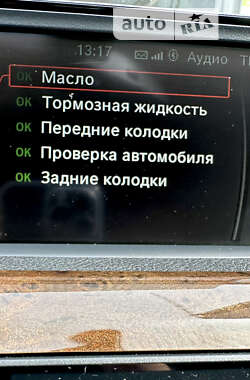 auto RIA
13:17 Аудио
OK Масло
OK Тормозная жидкость
OK Передние колодки
OK Проверка автомобиля
OK Задние колодки